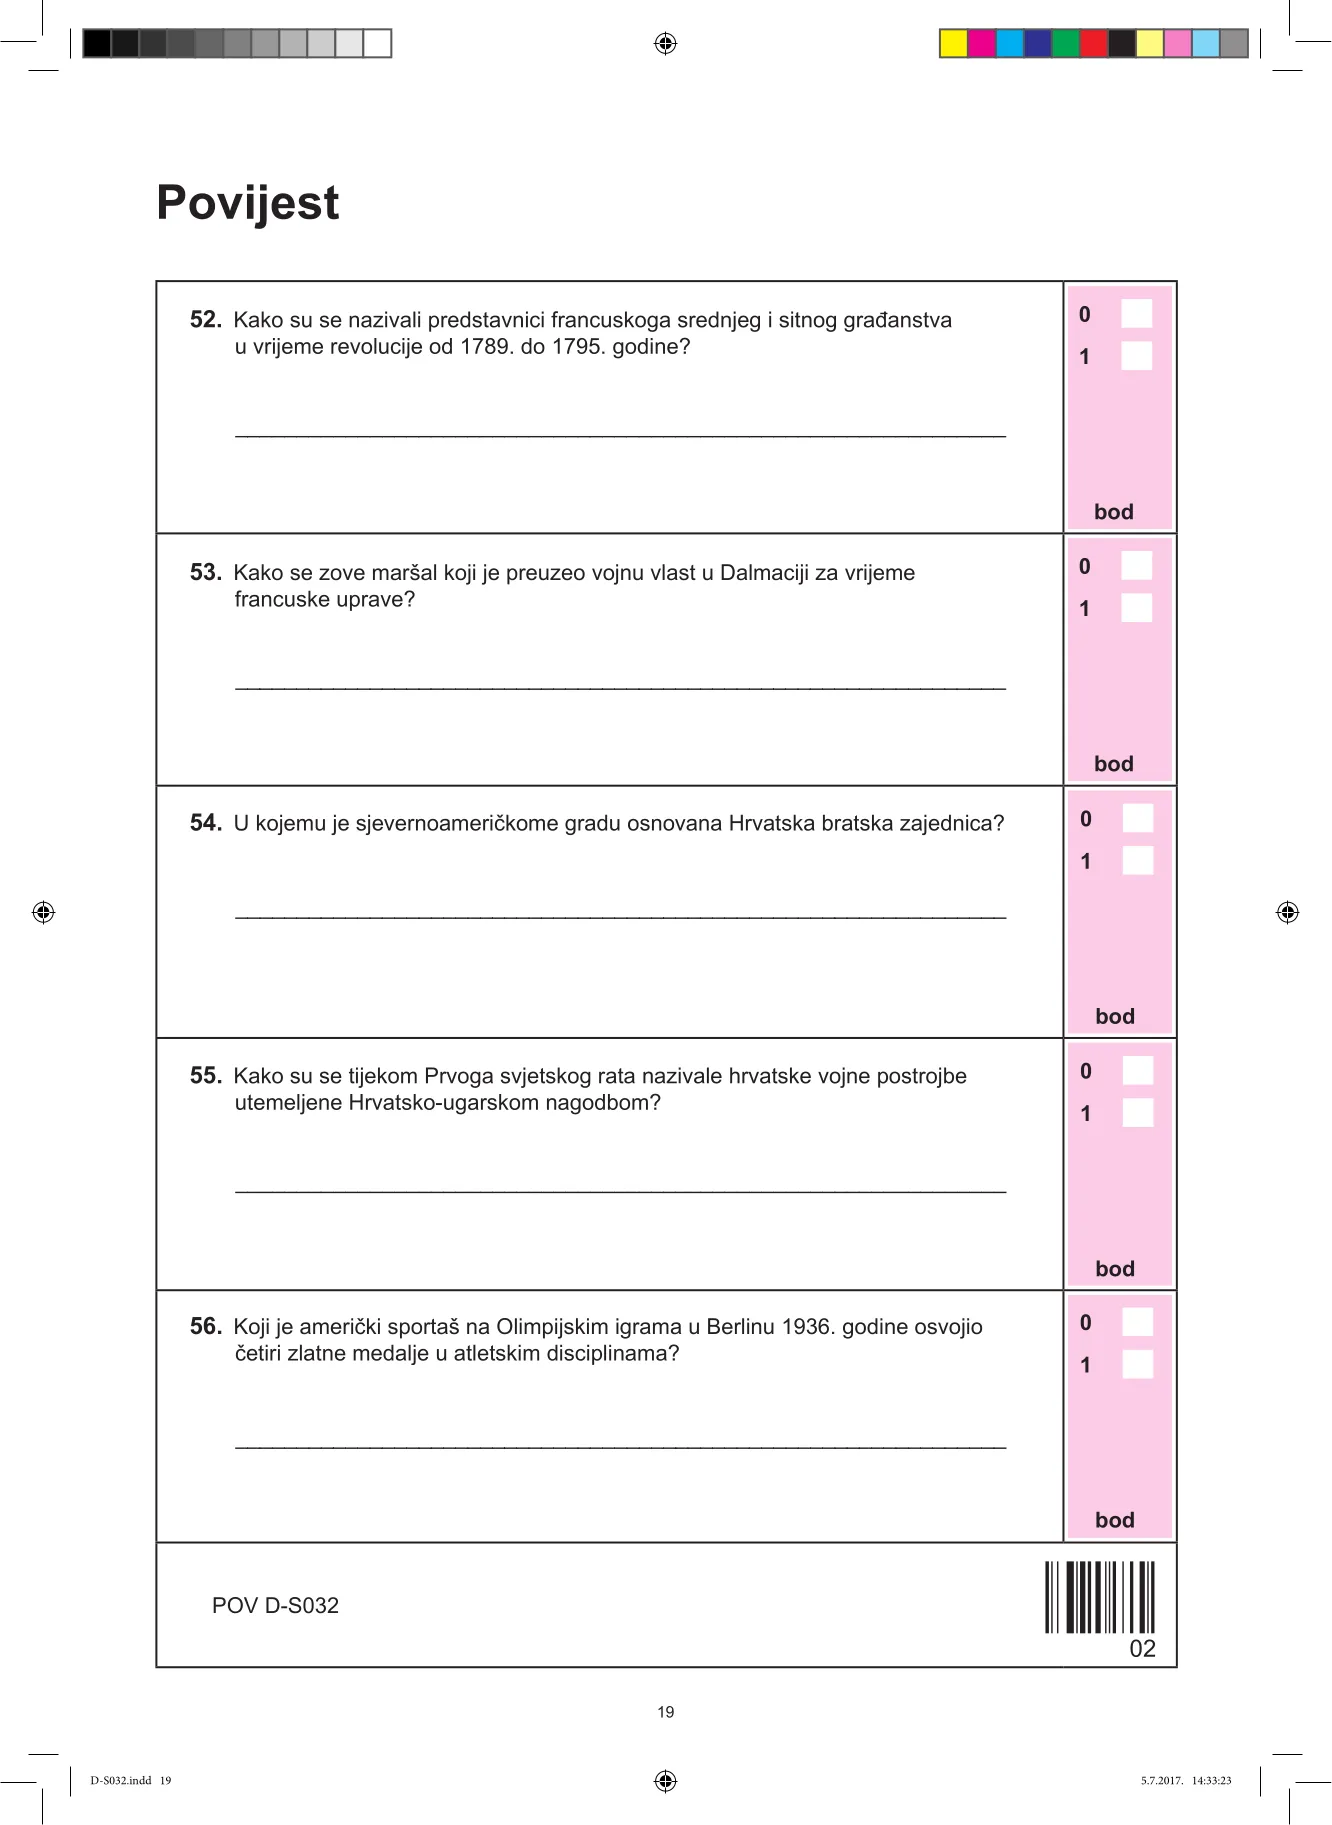 Povijest
52. Kako su se nazivali predstavnici francuskoga srednjeg i sitnog građanstva
u vrijeme revolucije od 1789. do 1795. godine?
0
1
bod
53. Kako se zove maršal koji je preuzeo vojnu vlast u Dalmaciji za vrijeme
francuske uprave?
0
1
bod
54. U kojemu je sjevernoameričkome gradu osnovana Hrvatska bratska zajednica?
0
1
bod
55. Kako su se tijekom Prvoga svjetskog rata nazivale hrvatske vojne postrojbe
utemeljene Hrvatsko-ugarskom nagodbom?
0
1
bod
56. Koji je američki sportaš na Olimpijskim igrama u Berlinu 1936. godine osvojio
četiri zlatne medalje u atletskim disciplinama?
0
1
bod
POV D-S032
02
19
D-S032.indd 19
5.7.2017. 14:33:23